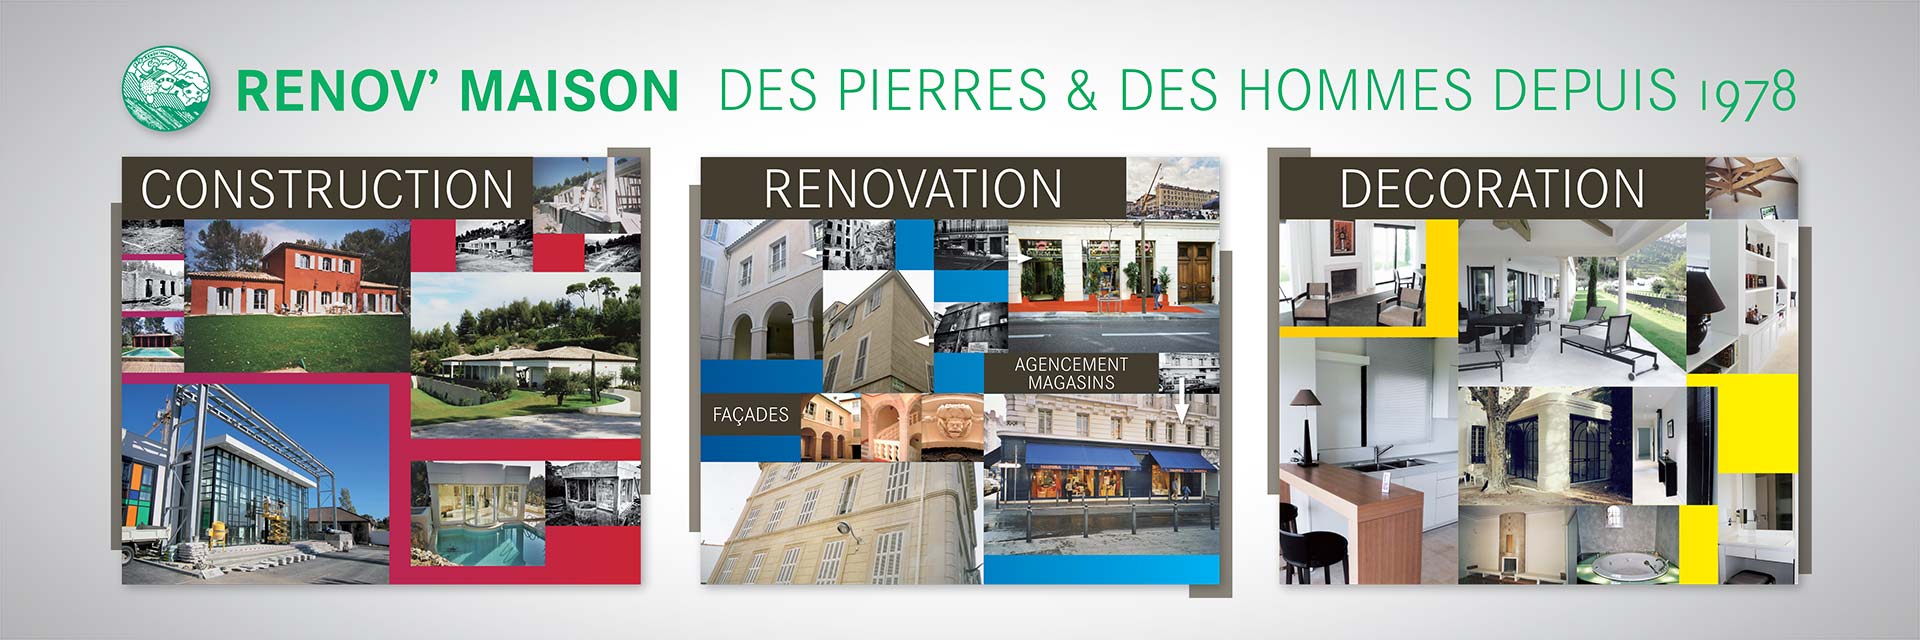 RENOV’ MAISON DES PIERRES & DES HOMMES DEPUIS 1978
CONSTRUCTION
RENOVATION
AGENCEMENT
MAGASINS
FAÇADES
DECORATION